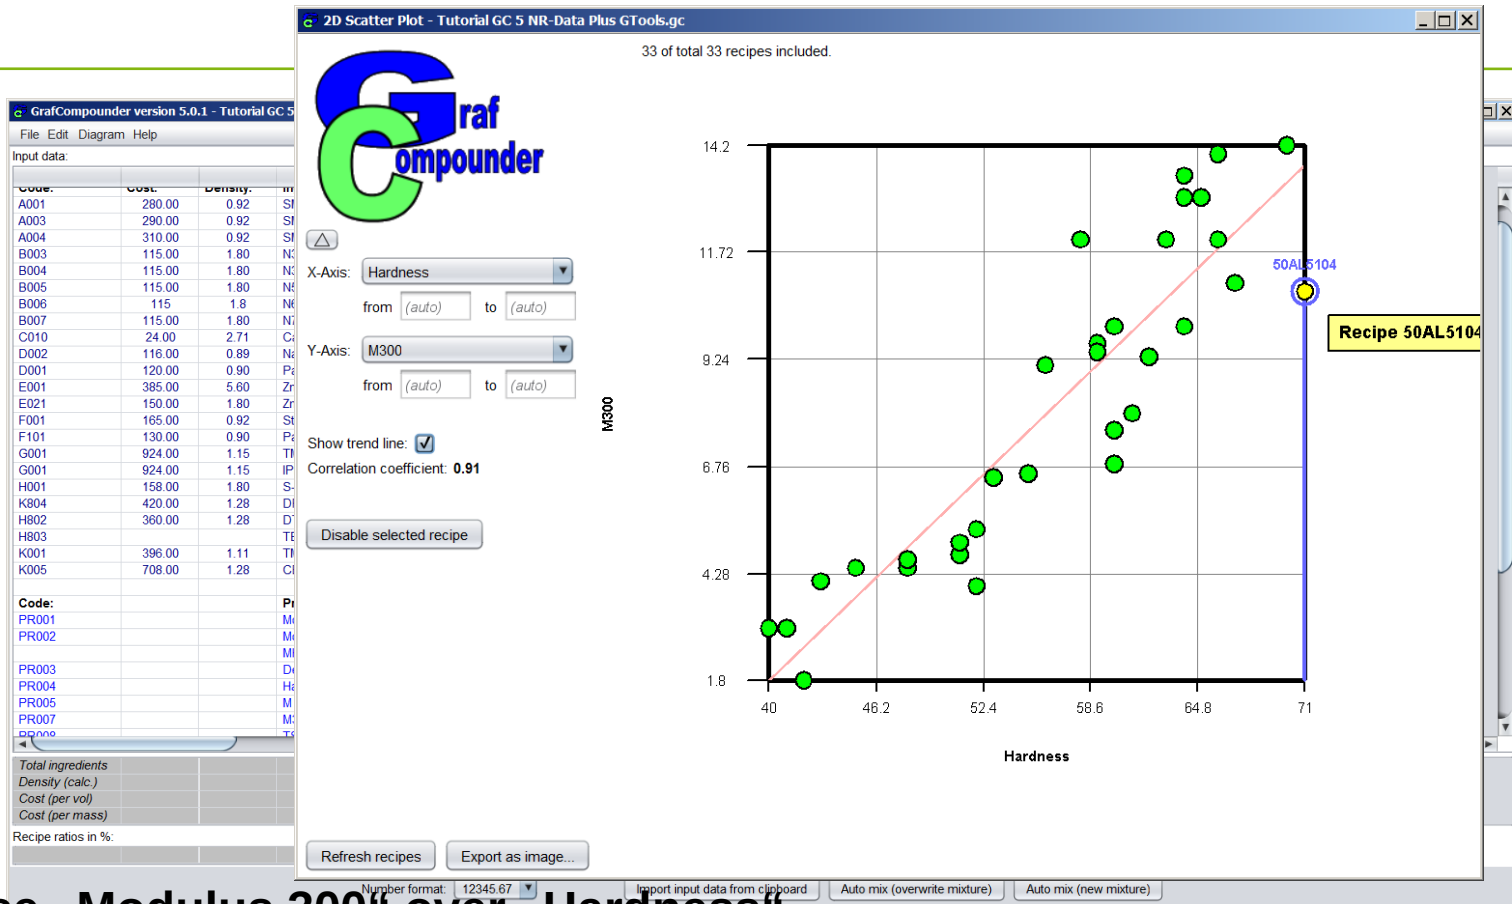 2D Scatter Plot - Tutorial GC 5 NR-Data Plus GTools.gc
33 of total 33 recipes included.
Graf
Compounder
GrafCompounder version 5.0.1 - Tutorial GC 5
File Edit Diagram Help
Input data:
Code: Cost: Density:
A001 280.00 0.92
A003 290.00 0.92
A004 310.00 0.92
B003 115.00 1.80
B004 115.00 1.80
B005 115.00 1.80
B006 115 1.8
B007 115.00 1.80
C010 24.00 2.71
D002 116.00 0.89
D001 120.00 0.90
E001 385.00 5.60
E021 150.00 1.80
F001 165.00 0.92
F101 130.00 0.90
G001 924.00 1.15
G001 924.00 1.15
H001 158.00 1.80
K804 420.00 1.28
H802 360.00 1.28
H803
K001 396.00 1.11
K005 708.00 1.28
Code:
PR001
PR002
PR003
PR004
PR005
PR007
PR008
Total ingredients
Density (calc.)
Cost (per vol)
Cost (per mass)
Recipe ratios in %:
X-Axis: Hardness
from (auto) to (auto)
Y-Axis: M300
from (auto) to (auto)
Show trend line:
Correlation coefficient: 0.91
Disable selected recipe
Refresh recipes Export as image...
14.2
11.72
9.24
6.76
4.28
1.8
M300
40 46.2 52.4 58.6 64.8 71
Hardness
50AL5104
Recipe 50AL5104
Number format: 12345.67 Import input data from clipboard Auto mix (overwrite mixture) Auto mix (new mixture)
„Modulus 300“ over „Hardness“